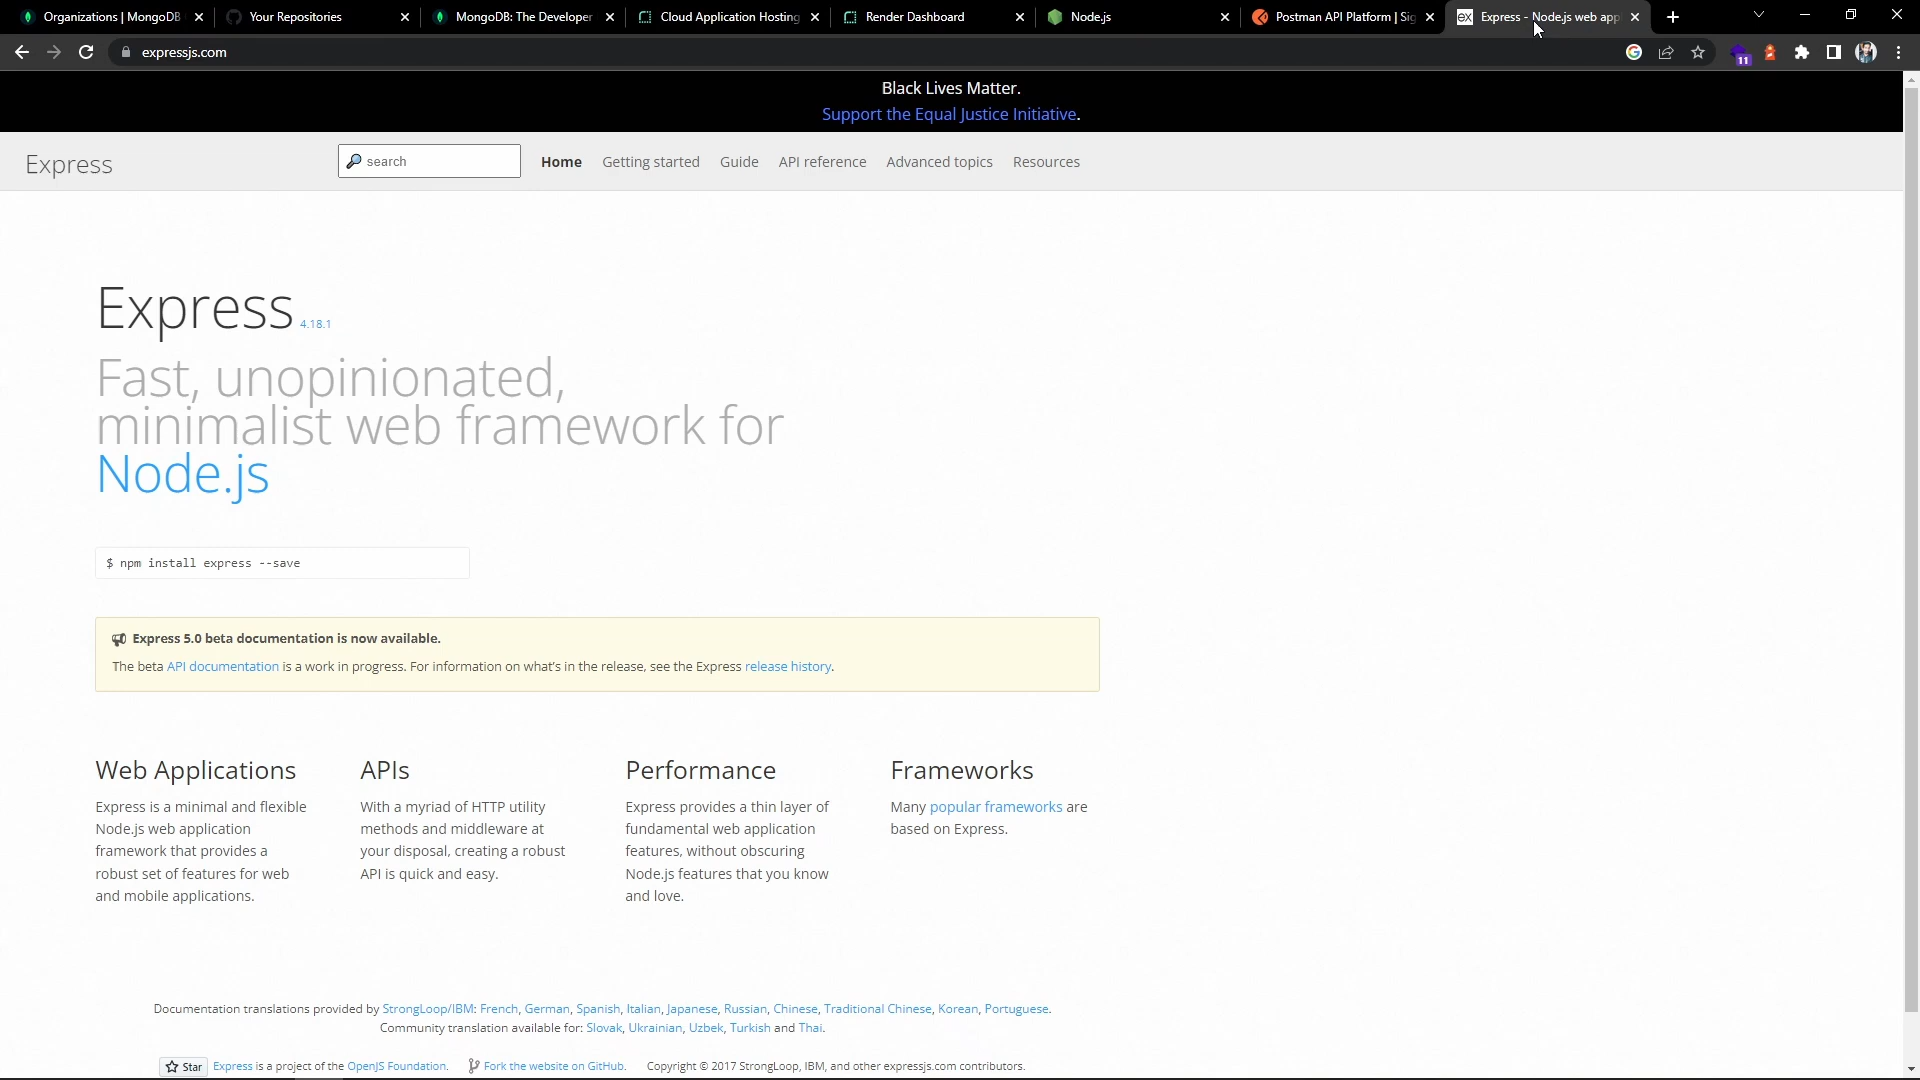 Organizations | MongoDB
Your Repositories
MongoDB: The Developer
Cloud Application Hosting
Render Dashboard
Node.js
Postman API Platform | Sig
Express - Node.js web app
expressjs.com
11
Black Lives Matter.
Support the Equal Justice Initiative.
Express
search
Home
Getting started
Guide
API reference
Advanced topics
Resources
Express 4.18.1
Fast, unopinionated,
minimalist web framework for
Node.js
$ npm install express --save
Express 5.0 beta documentation is now available.
The beta API documentation is a work in progress. For information on what's in the release, see the Express release history.
Web Applications
Express is a minimal and flexible
Node.js web application
framework that provides a
robust set of features for web
and mobile applications.
APIs
With a myriad of HTTP utility
methods and middleware at
your disposal, creating a robust
API is quick and easy.
Performance
Express provides a thin layer of
fundamental web application
features, without obscuring
Node.js features that you know
and love.
Frameworks
Many popular frameworks are
based on Express.
Documentation translations provided by StrongLoop/IBM: French, German, Spanish, Italian, Japanese, Russian, Chinese, Traditional Chinese, Korean, Portuguese.
Community translation available for: Slovak, Ukrainian, Uzbek, Turkish and Thai.
Star
Express is a project of the OpenJS Foundation.
Fork the website on GitHub.
Copyright © 2017 StrongLoop, IBM, and other expressjs.com contributors.